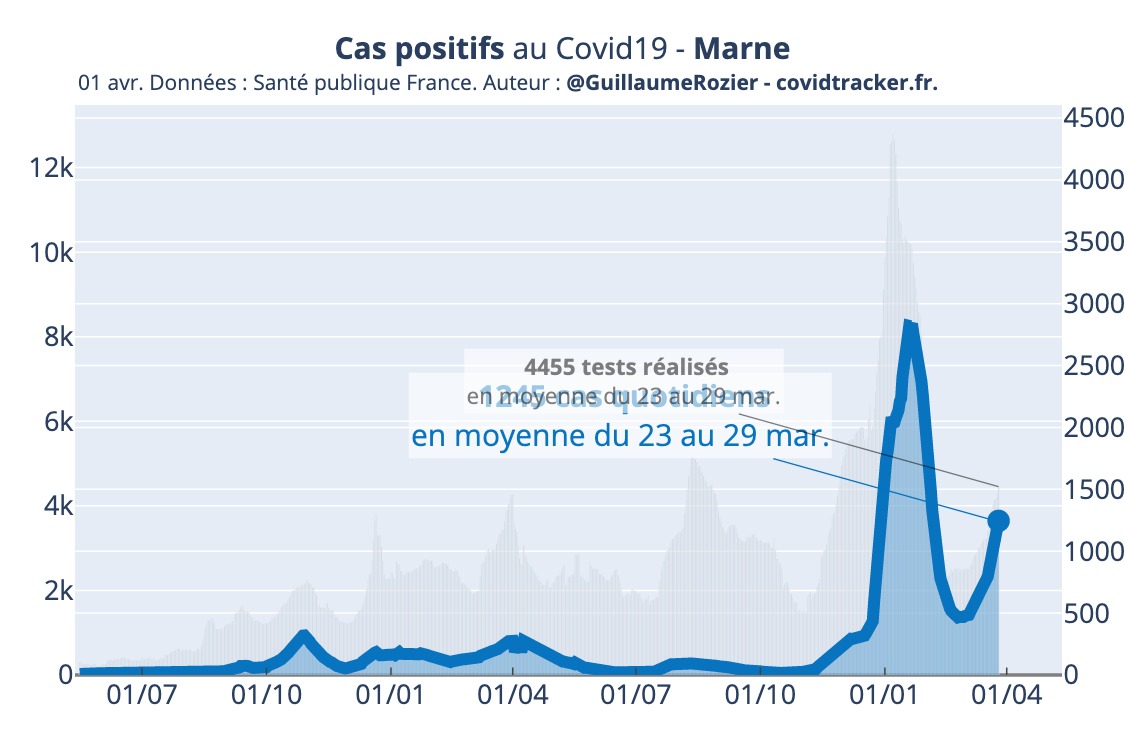 Cas positifs au Covid19 - Marne
01 avr. Données : Santé publique France. Auteur : @GuillaumeRozier - covidtracker.fr.
4500
12k
4000
3500
10k
3000
8k
2500
4455 tests réalisés
en moyenne du 23 au 29 mar.
1245 cas quotidiens
en moyenne du 23 au 29 mar.
6k
2000
1500
4k
1000
2k
500
0
0
01/07
01/10
01/01
01/04
01/07
01/10
01/01
01/04